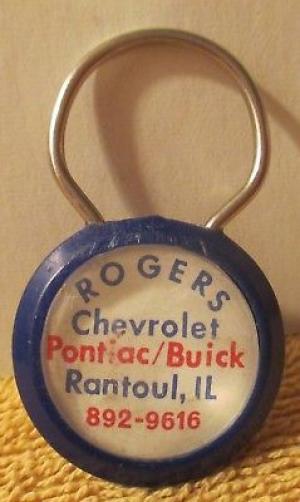 ROGERS
Chevrolet
Pontiac/Buick
Rantoul, IL
892-9616